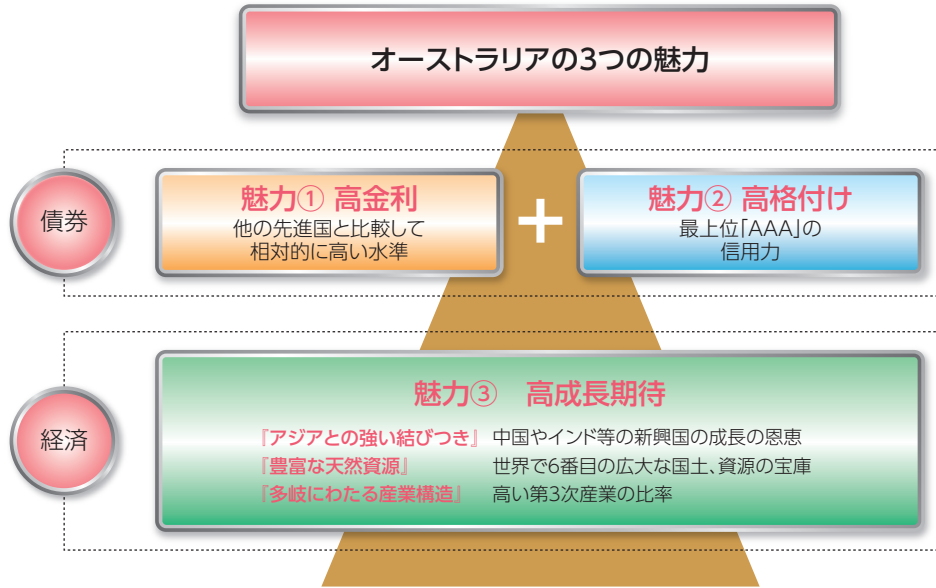 オーストラリアの3つの魅力
債券
魅力① 高金利
他の先進国と比較して
相対的に高い水準
+
魅力② 高格付け
最上位「AAA」の
信用力
経済
魅力③ 高成長期待
『アジアとの強い結びつき』 中国やインド等の新興国の成長の恩恵
『豊富な天然資源』 世界で6番目の広大な国土、資源の宝庫
『多岐にわたる産業構造』 高い第3次産業の比率